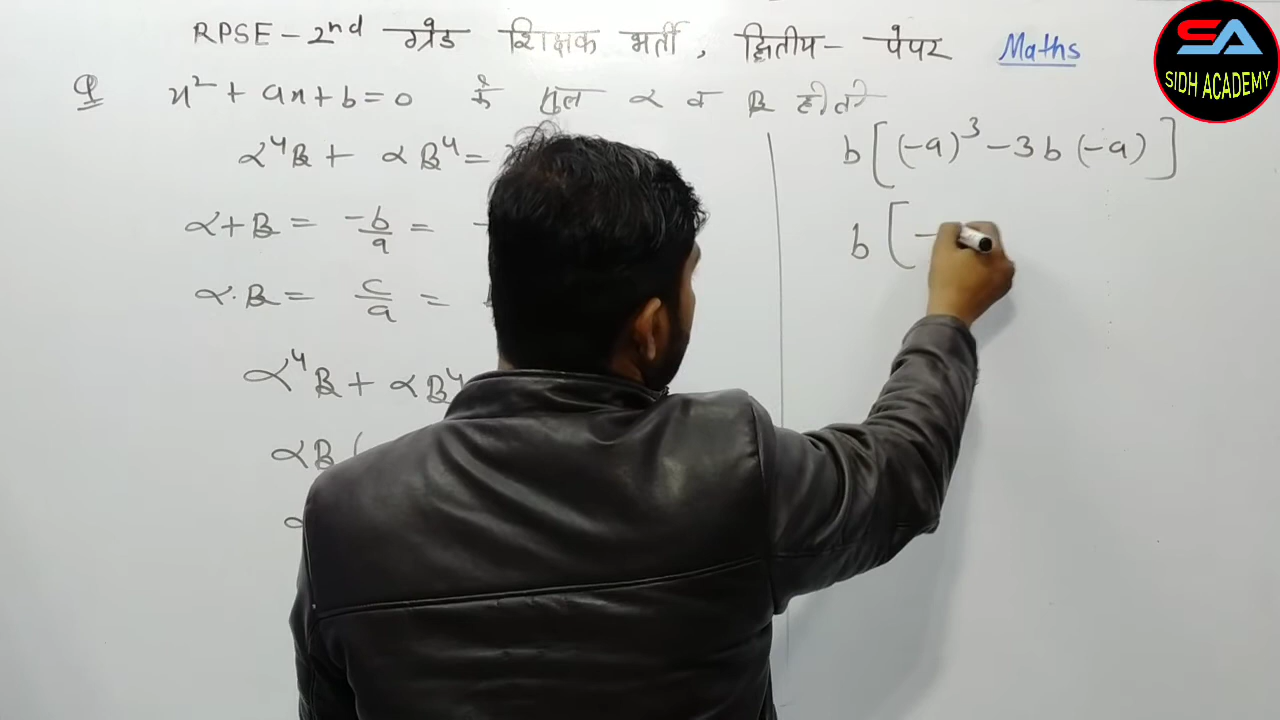 RPSE - 2nd ग्रेड शिक्षक भर्ती, द्वितीय - पेपर Maths
SA
SIDH ACADEMY
Q x² + ax + b = 0 के मुल α व β हो तो
α⁴β + αβ⁴ =
α + β = -b/a =
α·β = c/a =
α⁴β + αβ⁴
αβ(
b[(-a)³ - 3b(-a)]
b[-